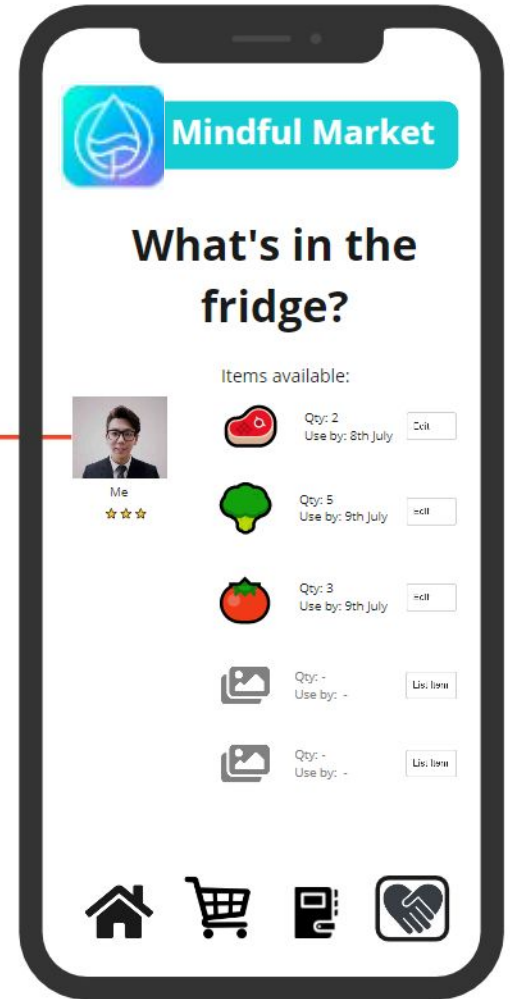 Mindful Market
What's in the
fridge?
Items available:
Qty: 2
Use by: 8th July
Edit
Me
Qty: 5
Use by: 9th July
Edit
Qty: 3
Use by: 9th July
Edit
Qty: -
Use by: -
List Item
Qty: -
Use by: -
List Item